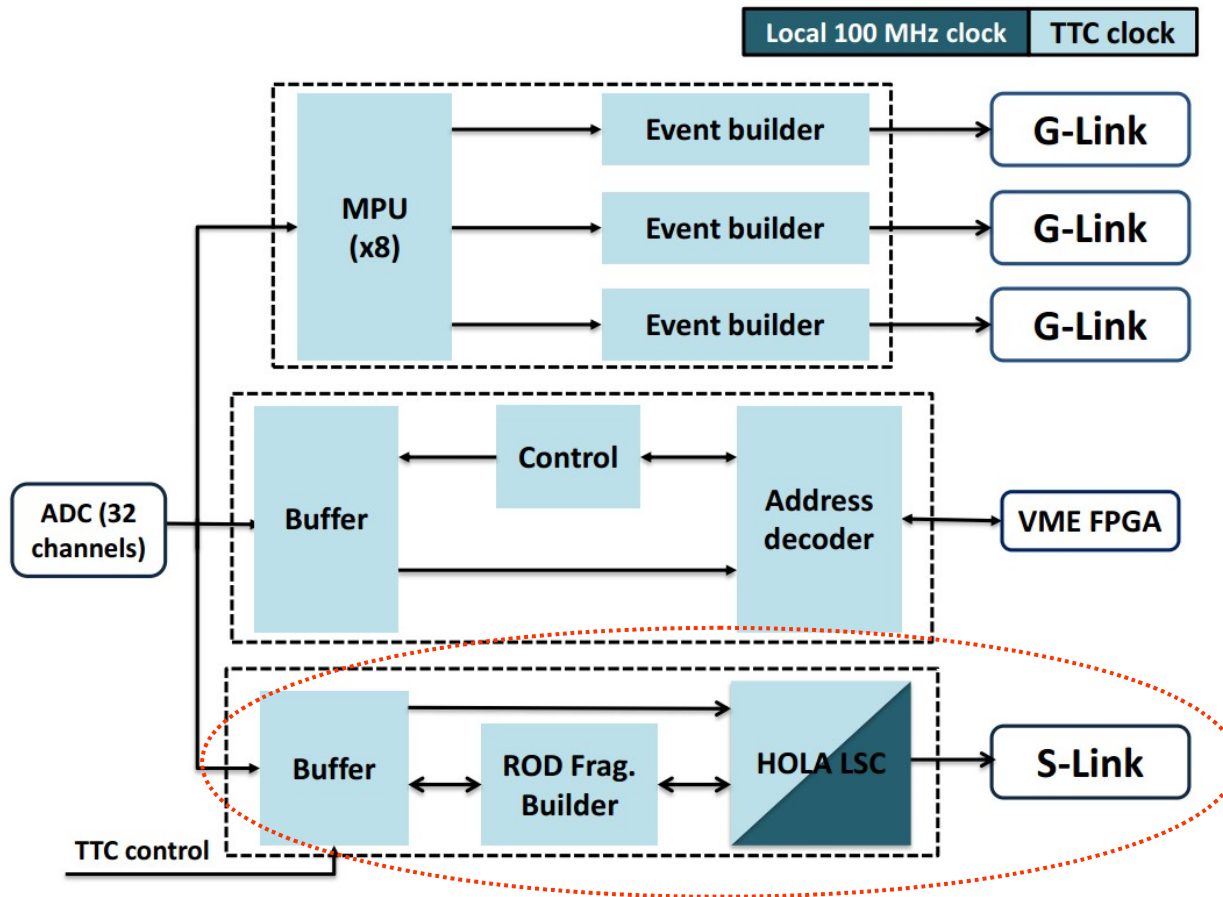 Local 100 MHz clock
TTC clock
Event builder
G-Link
MPU
(x8)
Event builder
G-Link
Event builder
G-Link
Control
ADC (32
channels)
Buffer
Address
decoder
VME FPGA
Buffer
ROD Frag.
Builder
HOLA LSC
S-Link
TTC control